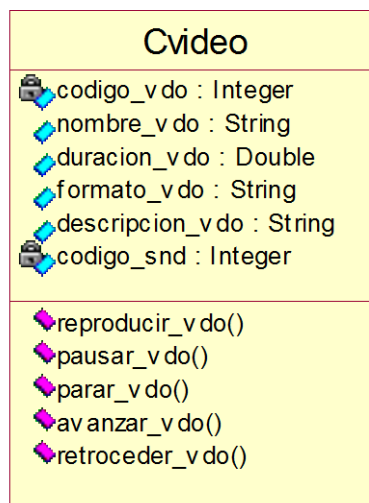 Cvideo
codigo_vdo : Integer
nombre_vdo : String
duracion_vdo : Double
formato_vdo : String
descripcion_vdo : String
codigo_snd : Integer
reproducir_vdo()
pausar_vdo()
parar_vdo()
avanzar_vdo()
retroceder_vdo()